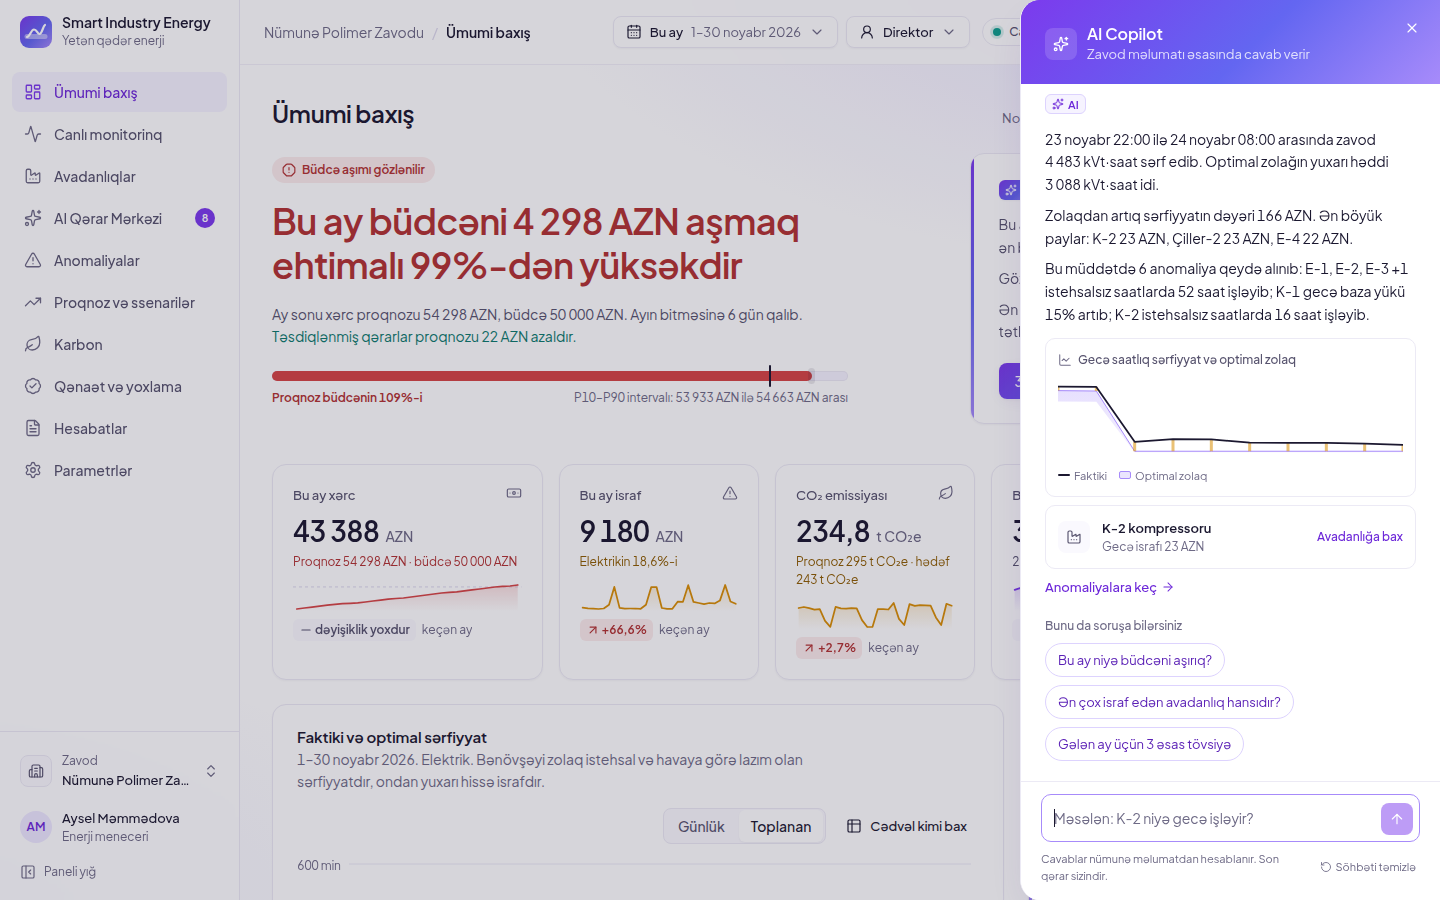 Smart Industry Energy
Yetən qədər enerji
Ümumi baxış
Canlı monitorinq
Avadanlıqlar
AI Qərar Mərkəzi
8
Anomaliyalar
Proqnoz və ssenarilər
Karbon
Qənaət və yoxlama
Hesabatlar
Parametrlər
Zavod
Nümunə Polimer Za...
AM
Aysel Məmmədova
Enerji meneceri
Paneli yığ
Nümunə Polimer Zavodu / Ümumi baxış
Bu ay 1–30 noyabr 2026
Direktor
Ümumi baxış
Büdcə aşımı gözlənilir
Bu ay büdcəni 4 298 AZN aşmaq
ehtimalı 99%-dən yüksəkdir
Ay sonu xərc proqnozu 54 298 AZN, büdcə 50 000 AZN. Ayın bitməsinə 6 gün qalıb.
Təsdiqlənmiş qərarlar proqnozu 22 AZN azaldır.
Proqnoz büdcənin 109%-i
P10–P90 intervalı: 53 933 AZN ilə 54 663 AZN arası
Bu ay xərc
43 388 AZN
Proqnoz 54 298 AZN · büdcə 50 000 AZN
— dəyişiklik yoxdur keçən ay
Bu ay israf
9 180 AZN
Elektrikin 18,6%-i
+66,6% keçən ay
CO₂ emissiyası
234,8 t CO₂e
Proqnoz 295 t CO₂e · hədəf
243 t CO₂e
+2,7% keçən ay
Faktiki və optimal sərfiyyat
1–30 noyabr 2026. Elektrik. Bənövşəyi zolaq istehsal və havaya görə lazım olan
sərfiyyatdır, ondan yuxarı hissə israfdır.
Günlük
Toplanan
Cədvəl kimi bax
600 min
AI Copilot
Zavod məlumatı əsasında cavab verir
AI
23 noyabr 22:00 ilə 24 noyabr 08:00 arasında zavod
4 483 kVt·saat sərf edib. Optimal zolağın yuxarı həddi
3 088 kVt·saat idi.
Zolaqdan artıq sərfiyyatın dəyəri 166 AZN. Ən böyük
paylar: K-2 23 AZN, Çiller-2 23 AZN, E-4 22 AZN.
Bu müddətdə 6 anomaliya qeydə alınıb: E-1, E-2, E-3 +1
istehsalsız saatlarda 52 saat işləyib; K-1 gecə baza yükü
15% artıb; K-2 istehsalsız saatlarda 16 saat işləyib.
Gecə saatlıq sərfiyyat və optimal zolaq
Faktiki
Optimal zolaq
K-2 kompressoru
Gecə israfı 23 AZN
Avadanlığa bax
Anomaliyalara keç
Bunu da soruşa bilərsiniz
Bu ay niyə büdcəni aşırıq?
Ən çox israf edən avadanlıq hansıdır?
Gələn ay üçün 3 əsas tövsiyə
Məsələn: K-2 niyə gecə işləyir?
Cavablar nümunə məlumatdan hesablanır. Son
qərar sizindir.
Söhbəti təmizlə